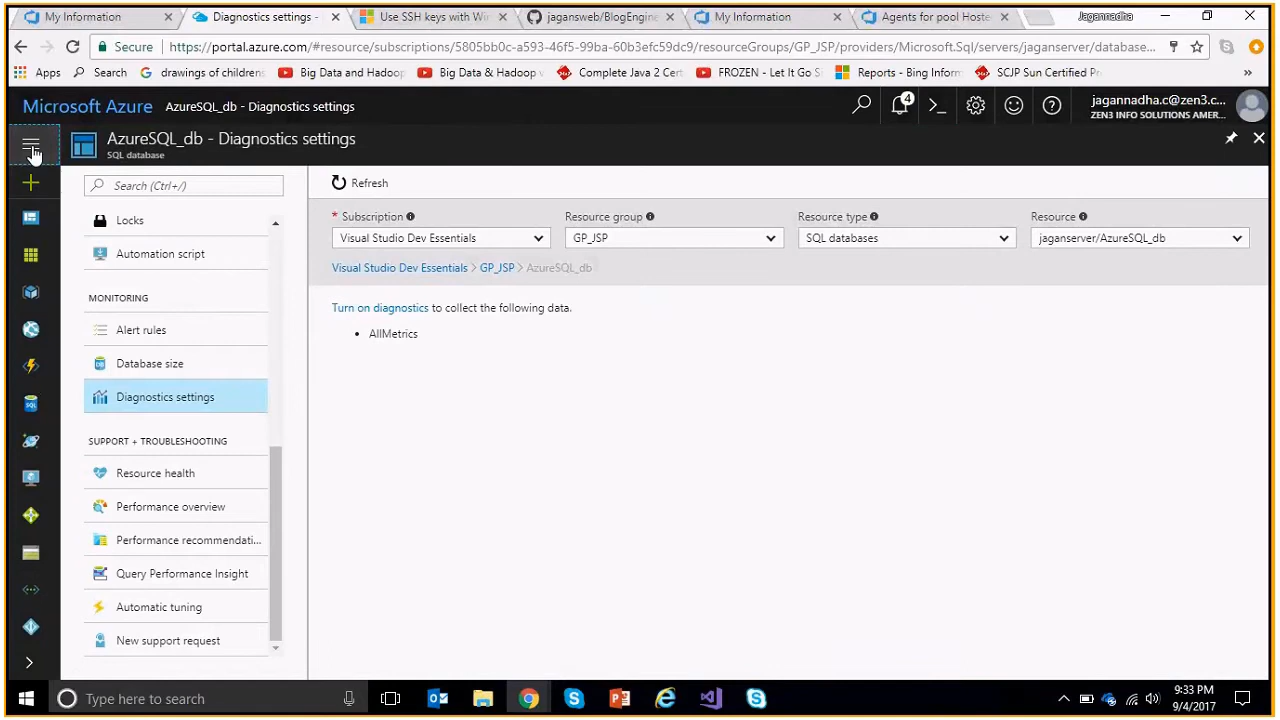 My Information
Diagnostics settings -
Use SSH keys with Win
jagansweb/BlogEngine
My Information
Agents for pool Hoste
Jagannadha
Secure
https://portal.azure.com/#resource/subscriptions/5805bb0c-a593-46f5-99ba-60b3efc59dc9/resourceGroups/GP_JSP/providers/Microsoft.Sql/servers/jaganserver/database...
Apps
Search
drawings of childrens
Big Data and Hadoop
Big Data & Hadoop
Complete Java 2 Cert
FROZEN - Let It Go S
Reports - Bing Inform
SCJP Sun Certified Pr
»
Microsoft Azure
AzureSQL_db - Diagnostics settings
4
jagannadha.c@zen3.c...
ZEN3 INFO SOLUTIONS AMER...
AzureSQL_db - Diagnostics settings
SQL database
Search (Ctrl+/)
Locks
Automation script
MONITORING
Alert rules
Database size
Diagnostics settings
SUPPORT + TROUBLESHOOTING
Resource health
Performance overview
Performance recommendati...
Query Performance Insight
Automatic tuning
New support request
Refresh
* Subscription
Resource group
Resource type
Resource
Visual Studio Dev Essentials
GP_JSP
SQL databases
jaganserver/AzureSQL_db
Visual Studio Dev Essentials > GP_JSP > AzureSQL_db
Turn on diagnostics to collect the following data.
• AllMetrics
Type here to search
9:33 PM
9/4/2017